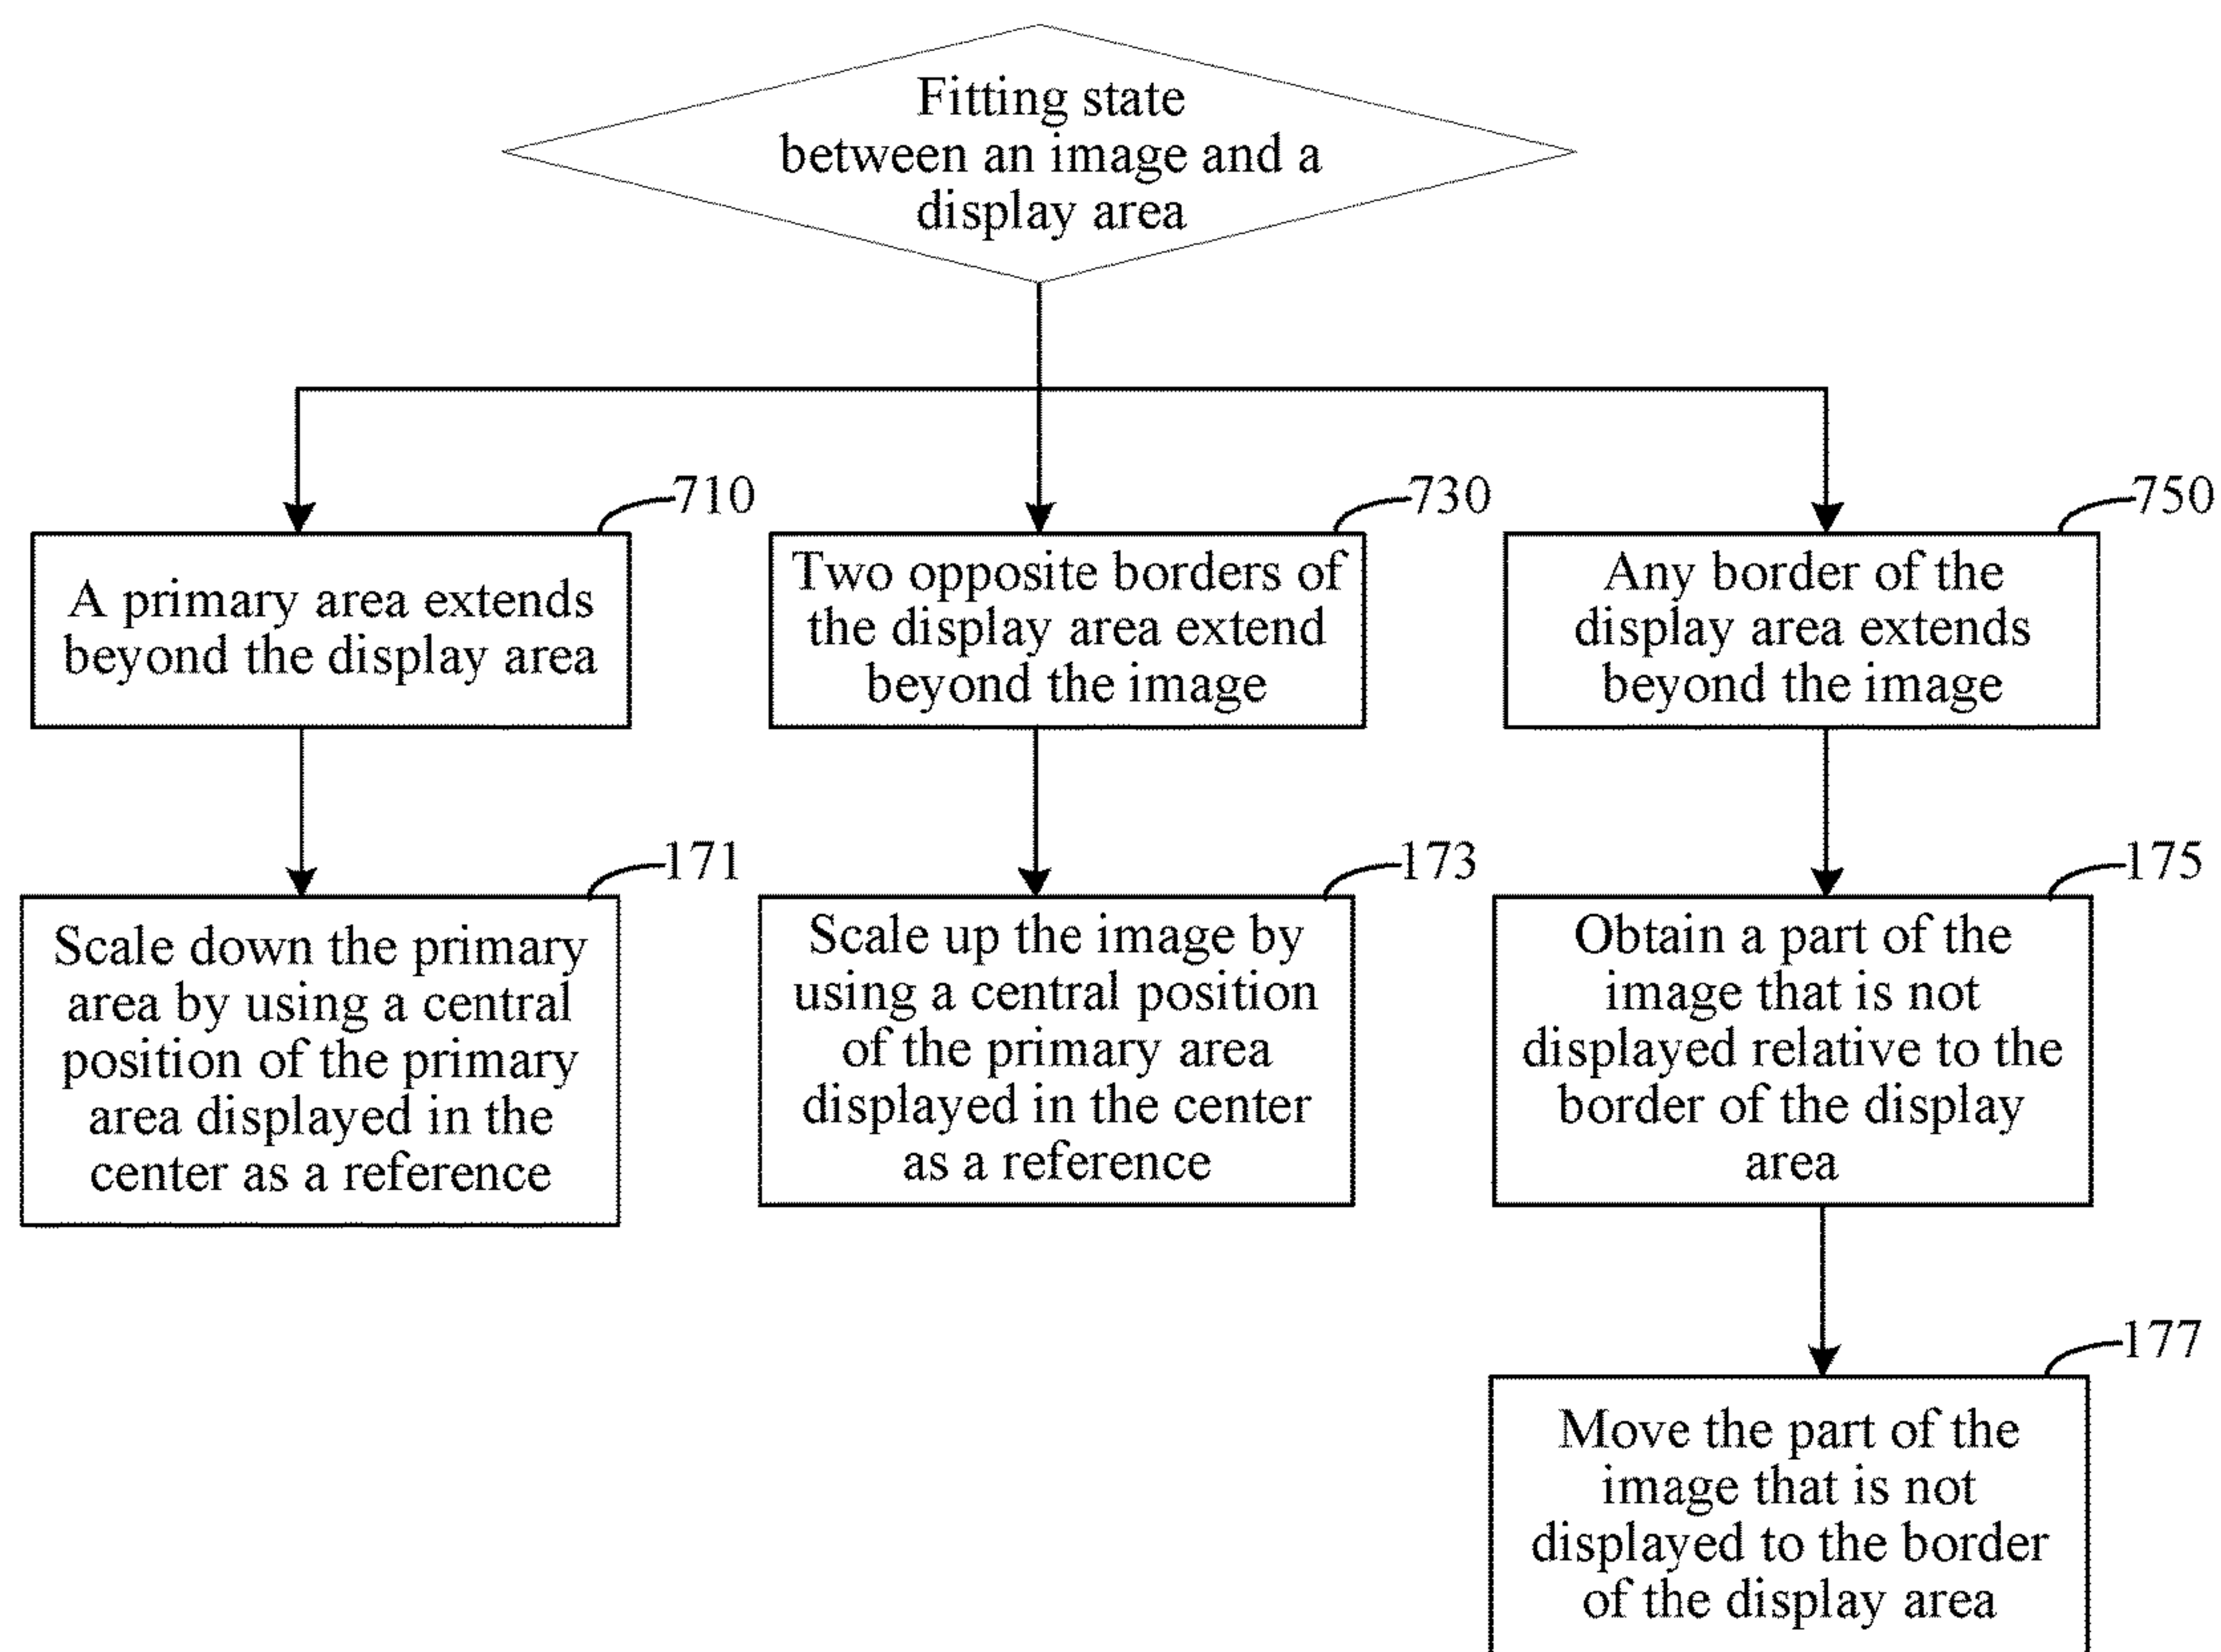 Fitting state
between an image and a
display area
710
A primary area extends
beyond the display area
730
Two opposite borders of
the display area extend
beyond the image
750
Any border of the
display area extends
beyond the image
171
Scale down the primary
area by using a central
position of the primary
area displayed in the
center as a reference
173
Scale up the image by
using a central position
of the primary area
displayed in the center
as a reference
175
Obtain a part of the
image that is not
displayed relative to the
border of the display
area
177
Move the part of the
image that is not
displayed to the border
of the display area